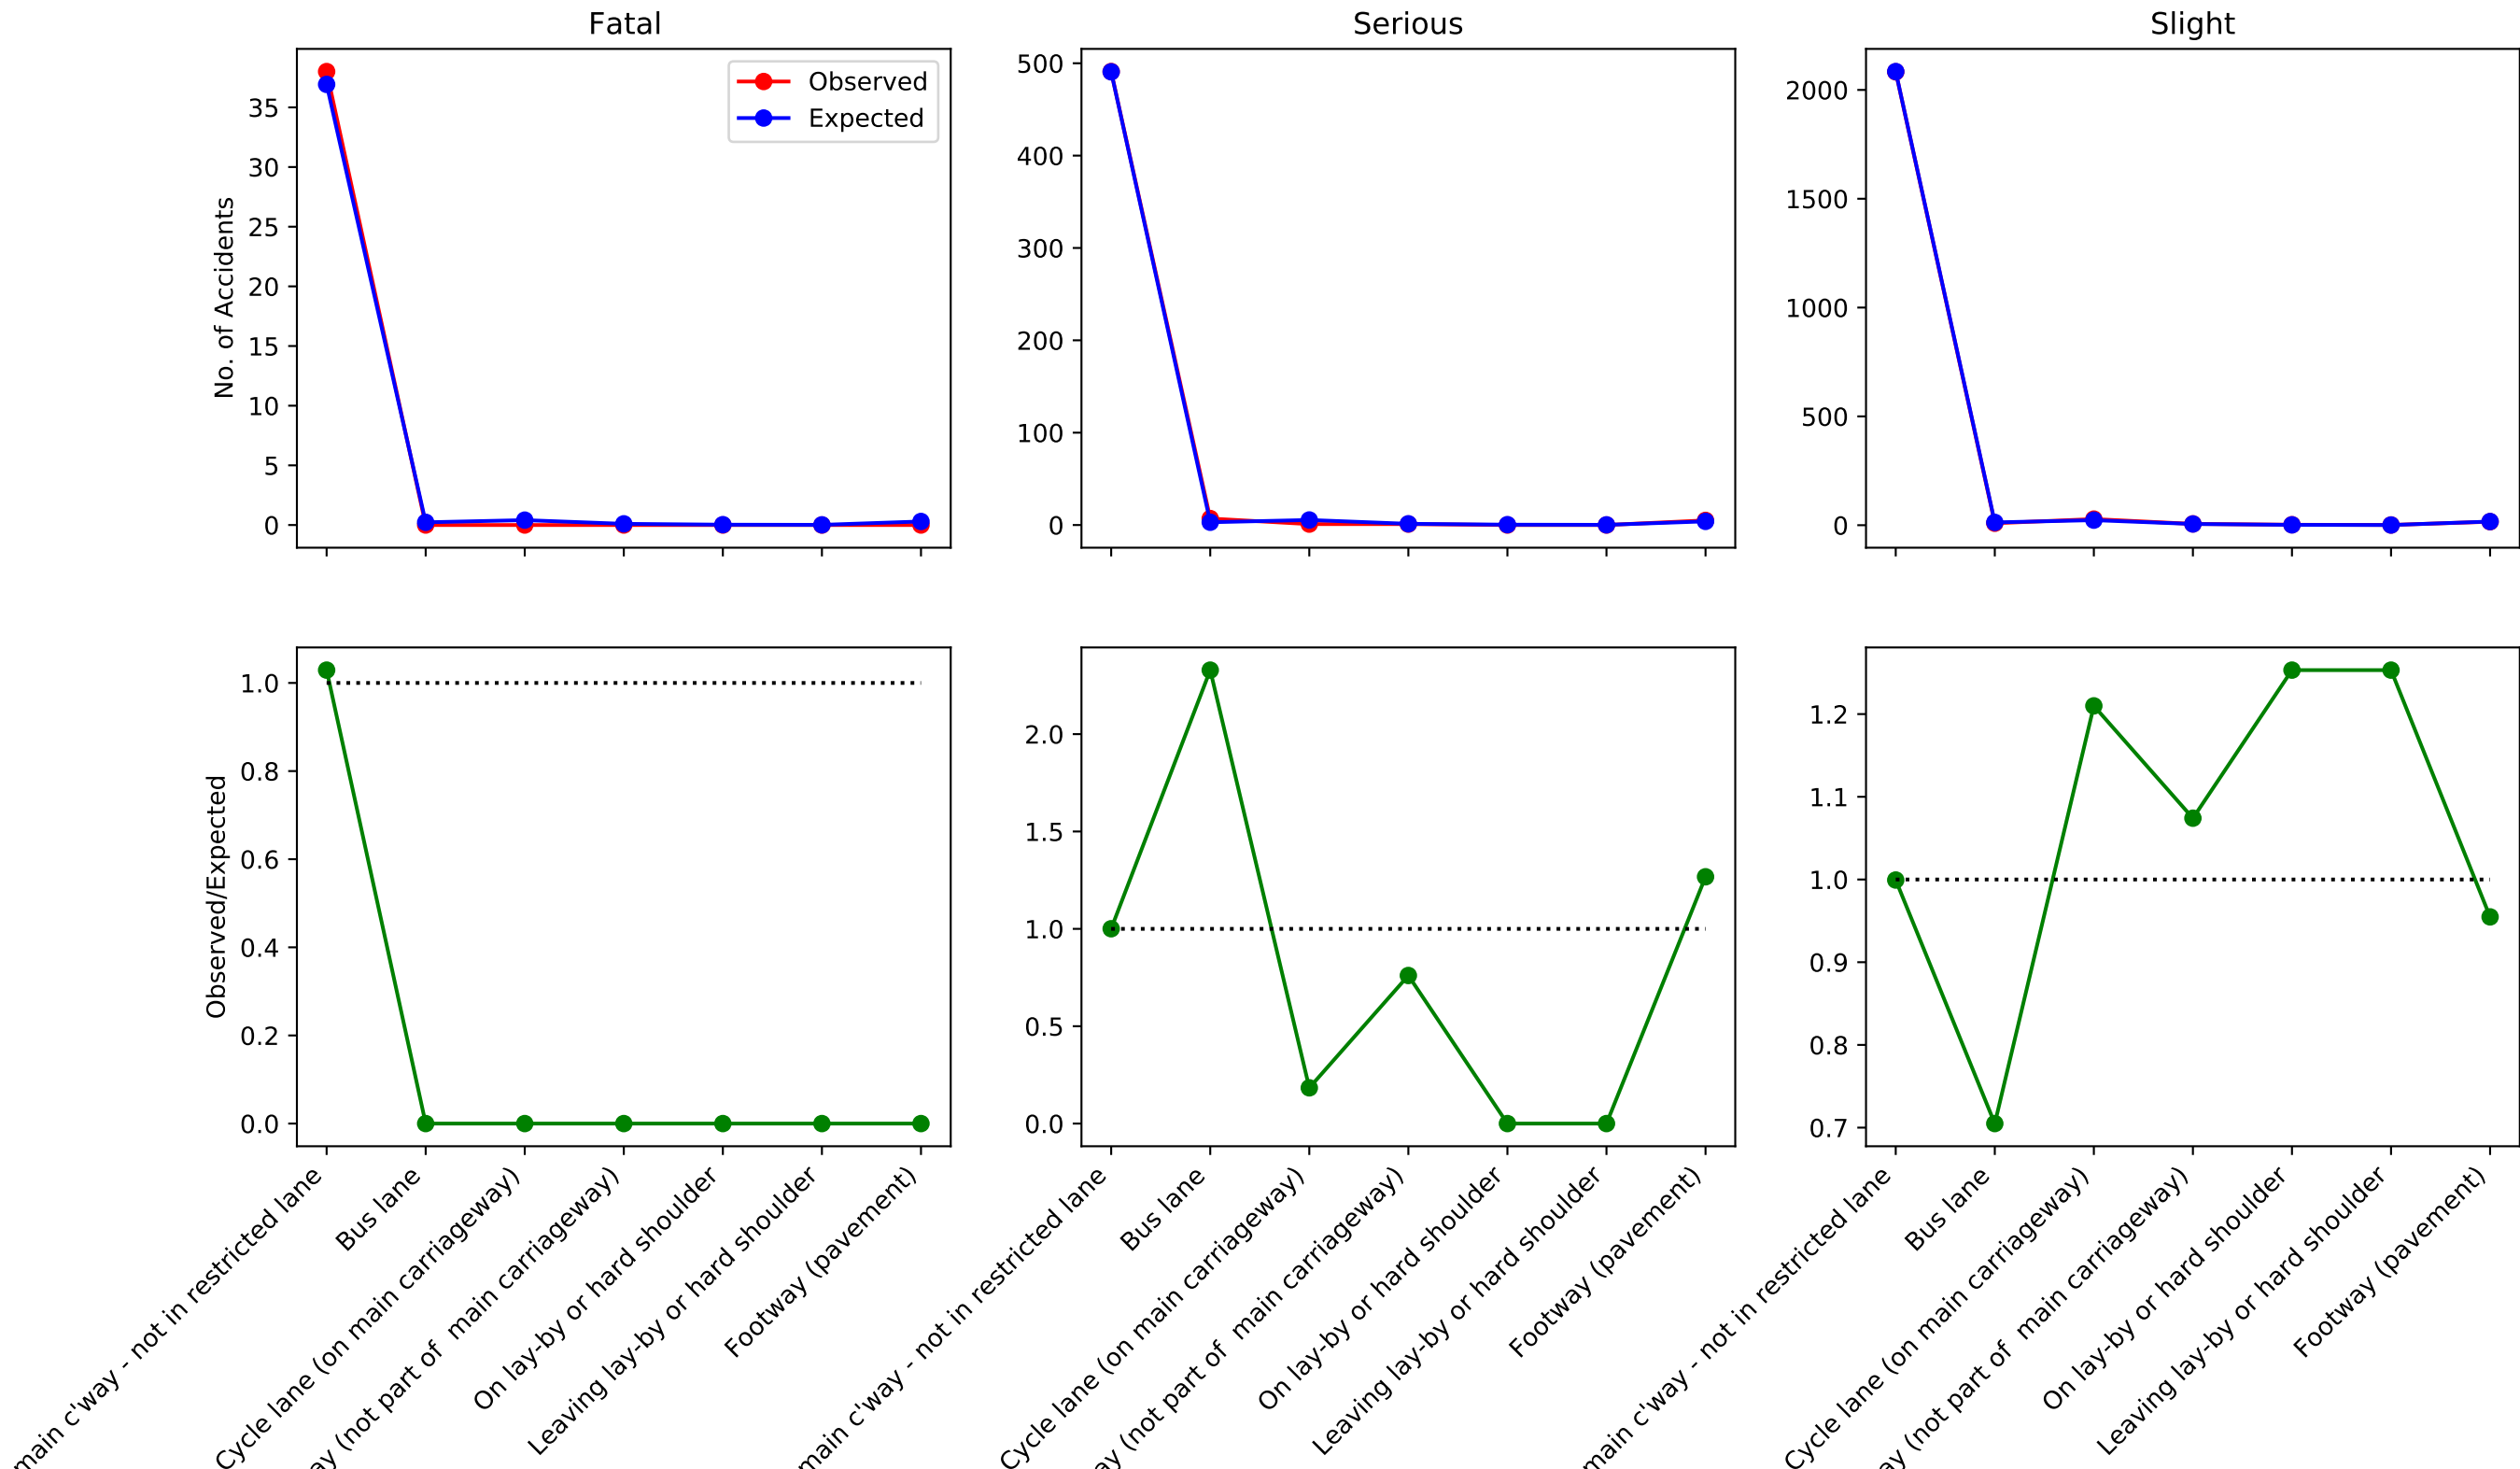 Fatal
Serious
Slight
No. of Accidents
35
30
25
20
15
10
5
0
Observed
Expected
500
400
300
200
100
0
2000
1500
1000
500
0
Observed/Expected
1.0
0.8
0.6
0.4
0.2
0.0
2.0
1.5
1.0
0.5
0.0
1.2
1.1
1.0
0.9
0.8
0.7
main c'way - not in restricted lane
Bus lane
Cycle lane (on main carriageway)
(not part of  main carriageway)
On lay-by or hard shoulder
Leaving lay-by or hard shoulder
Footway (pavement)
main c'way - not in restricted lane
Bus lane
Cycle lane (on main carriageway)
(not part of  main carriageway)
On lay-by or hard shoulder
Leaving lay-by or hard shoulder
Footway (pavement)
main c'way - not in restricted lane
Bus lane
Cycle lane (on main carriageway)
(not part of  main carriageway)
On lay-by or hard shoulder
Leaving lay-by or hard shoulder
Footway (pavement)